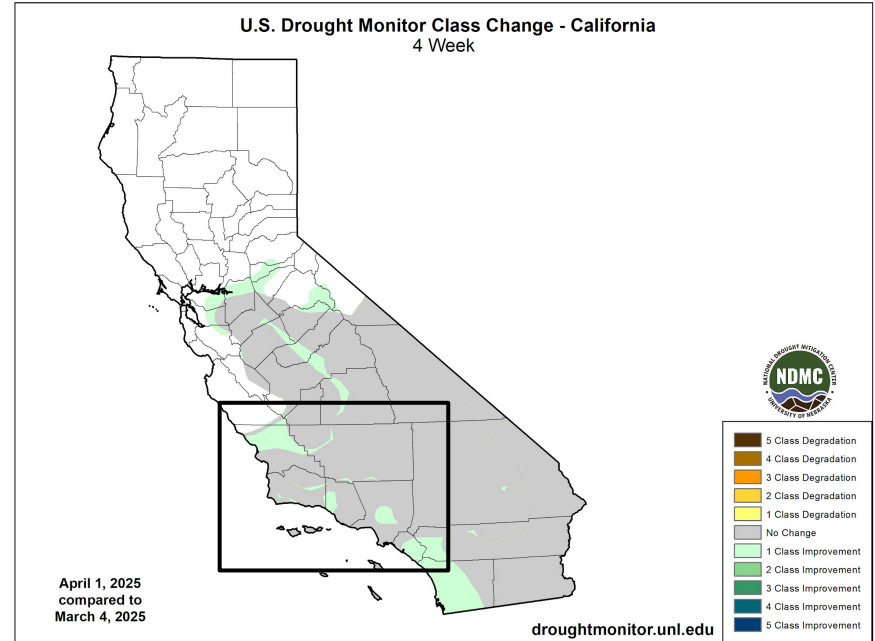 U.S. Drought Monitor Class Change - California
4 Week
NATIONAL DROUGHT MITIGATION CENTER
NDMC
UNIVERSITY OF NEBRASKA
5 Class Degradation
4 Class Degradation
3 Class Degradation
2 Class Degradation
1 Class Degradation
No Change
1 Class Improvement
2 Class Improvement
3 Class Improvement
4 Class Improvement
5 Class Improvement
April 1, 2025
compared to
March 4, 2025
droughtmonitor.unl.edu